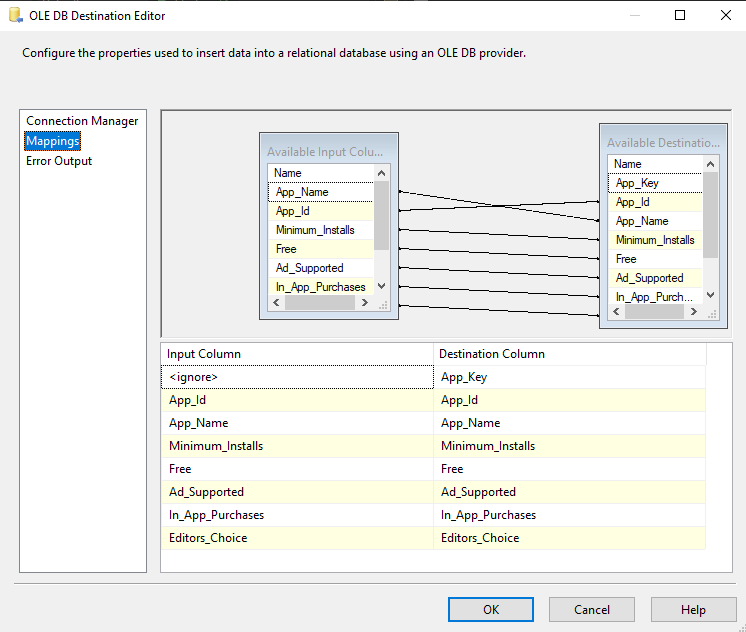 OLE DB Destination Editor
Configure the properties used to insert data into a relational database using an OLE DB provider.
Connection Manager
Mappings
Error Output
Available Input Colu...
Name
App_Name
App_Id
Minimum_Installs
Free
Ad_Supported
In_App_Purchases
Available Destinatio...
Name
App_Key
App_Id
App_Name
Minimum_Installs
Free
Ad_Supported
In_App_Purch...
Input Column Destination Column
<ignore> App_Key
App_Id App_Id
App_Name App_Name
Minimum_Installs Minimum_Installs
Free Free
Ad_Supported Ad_Supported
In_App_Purchases In_App_Purchases
Editors_Choice Editors_Choice
OK Cancel Help